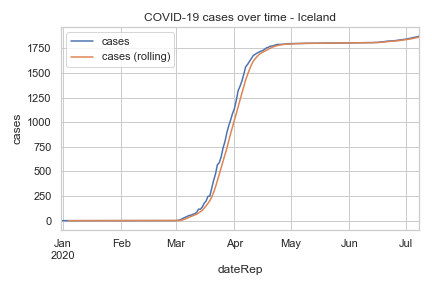 COVID-19 cases over time - Iceland
cases
cases (rolling)
1750
1500
1250
1000
750
500
250
0
cases
Jan Feb Mar Apr May Jun Jul
2020
dateRep